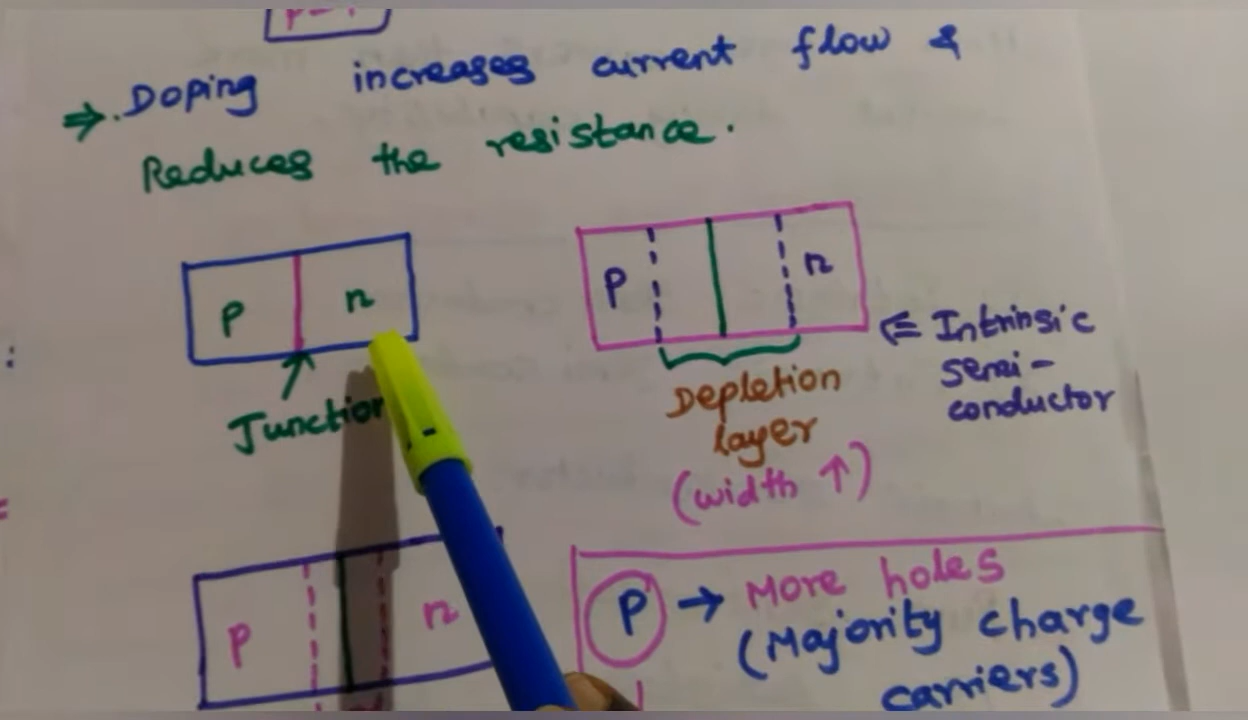 ⇒. Doping increases current flow &
Reduces the resistance.
p n
Junction
p n
Depletion
layer
(width ↑)
⇐ Intrinsic
semi-
conductor
p n
P → More holes
(Majority charge
carriers)